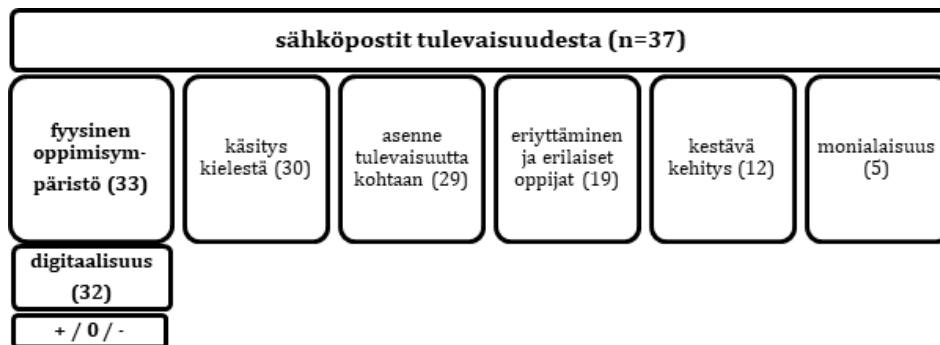 sähköpostit tulevaisuudesta (n=37)
fyysinen
oppimisym-
päristö (33)
käsitys
kielestä (30)
asenne
tulevaisuutta
kohtaan (29)
eriyttäminen
ja erilaiset
oppijat (19)
kestävä
kehitys (12)
monialaisuus
(5)
digitaalisuus
(32)
+ / 0 / -